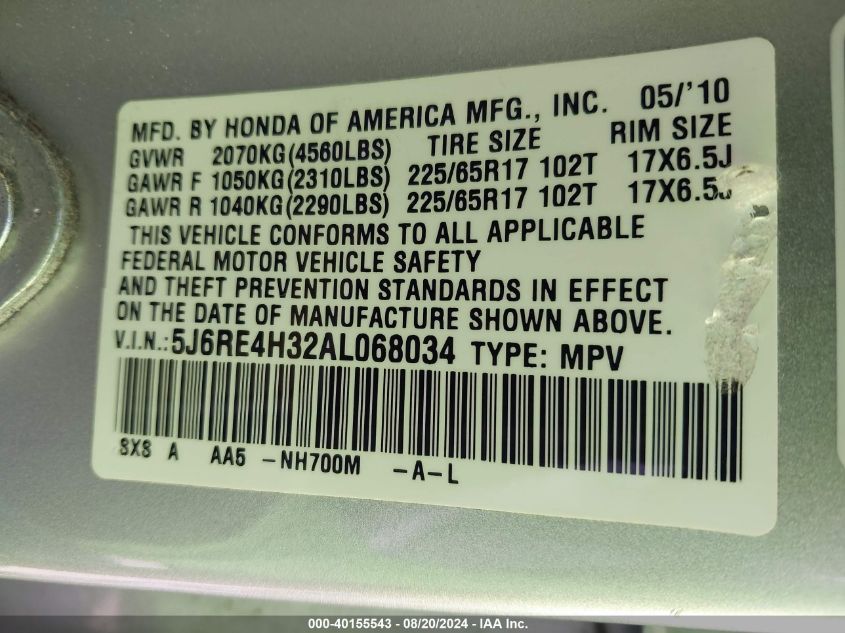 MFD. BY HONDA OF AMERICA MFG., INC. 05/'10
GVWR 2070KG(4560LBS) TIRE SIZE RIM SIZE
GAWR F 1050KG(2310LBS) 225/65R17 102T 17X6.5J
GAWR R 1040KG(2290LBS) 225/65R17 102T 17X6.5J
THIS VEHICLE CONFORMS TO ALL APPLICABLE
FEDERAL MOTOR VEHICLE SAFETY
AND THEFT PREVENTION STANDARDS IN EFFECT
ON THE DATE OF MANUFACTURE SHOWN ABOVE.
V.I.N.: 5J6RE4H32AL068034 TYPE: MPV
SXS A AA5 -NH700M -A-L
000-40155543 - 08/20/2024 - IAA Inc.